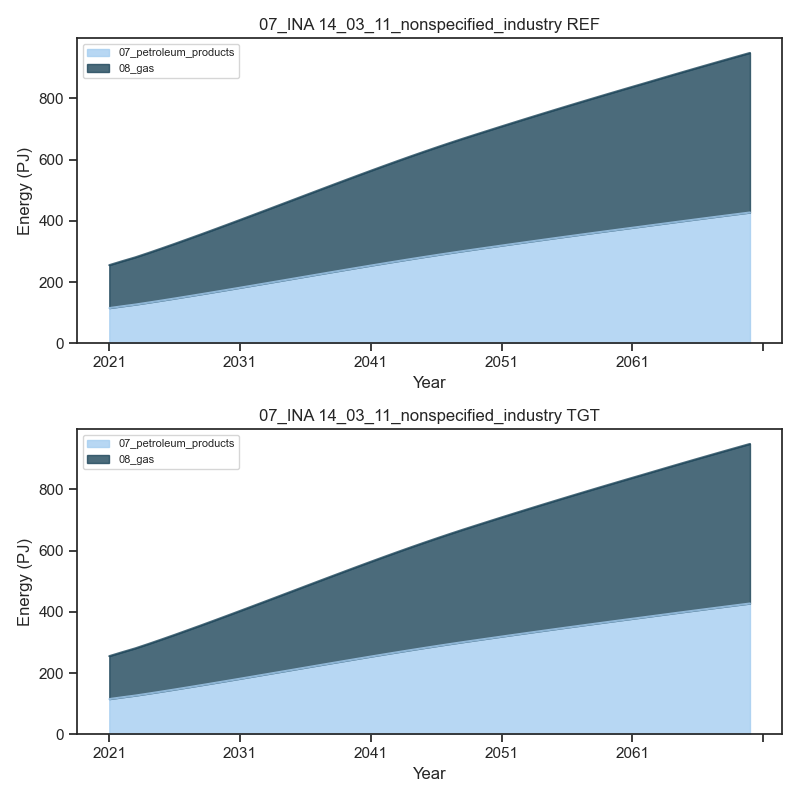 07_INA 14_03_11_nonspecified_industry REF
07_petroleum_products
08_gas
800
600
400
200
0
Energy (PJ)
2021 2031 2041 2051 2061
Year
07_INA 14_03_11_nonspecified_industry TGT
07_petroleum_products
08_gas
800
600
400
200
0
Energy (PJ)
2021 2031 2041 2051 2061
Year